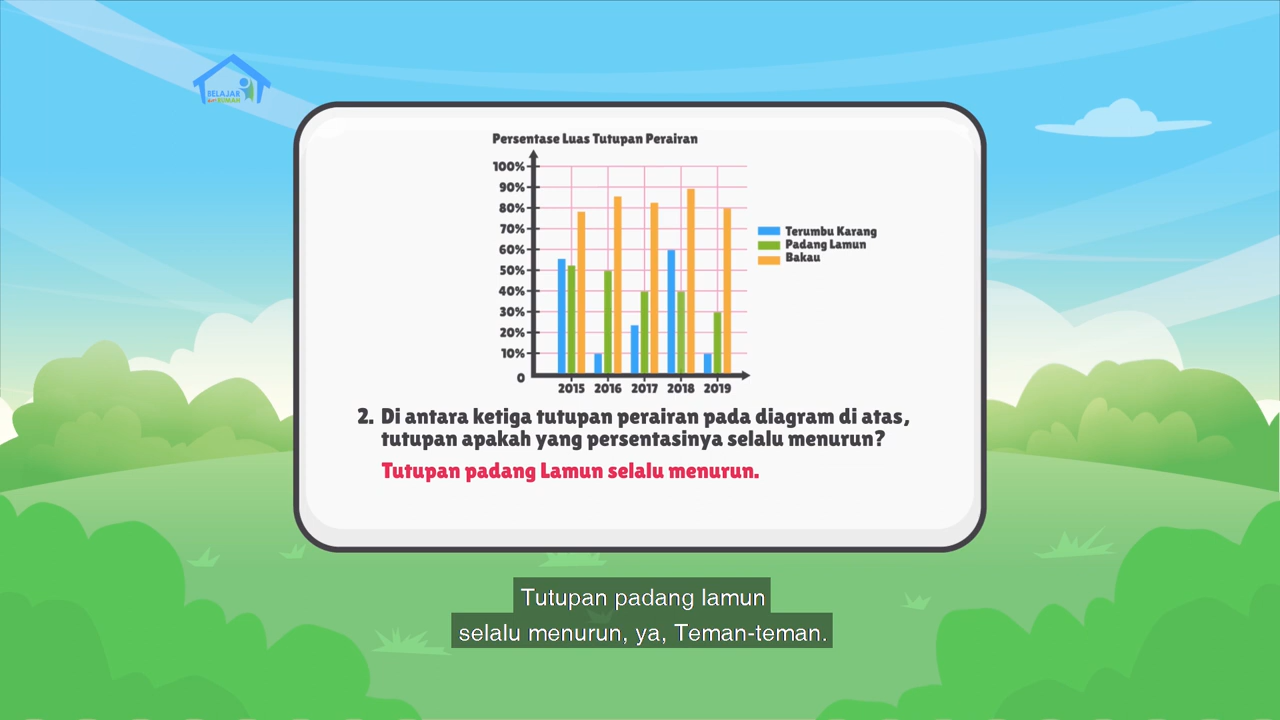 BELAJAR
dari RUMAH
Persentase Luas Tutupan Perairan
100%
90%
80%
70%
60%
50%
40%
30%
20%
10%
0
2015 2016 2017 2018 2019
Terumbu Karang
Padang Lamun
Bakau
2. Di antara ketiga tutupan perairan pada diagram di atas,
tutupan apakah yang persentasinya selalu menurun?
Tutupan padang Lamun selalu menurun.
Tutupan padang lamun
selalu menurun, ya, Teman-teman.